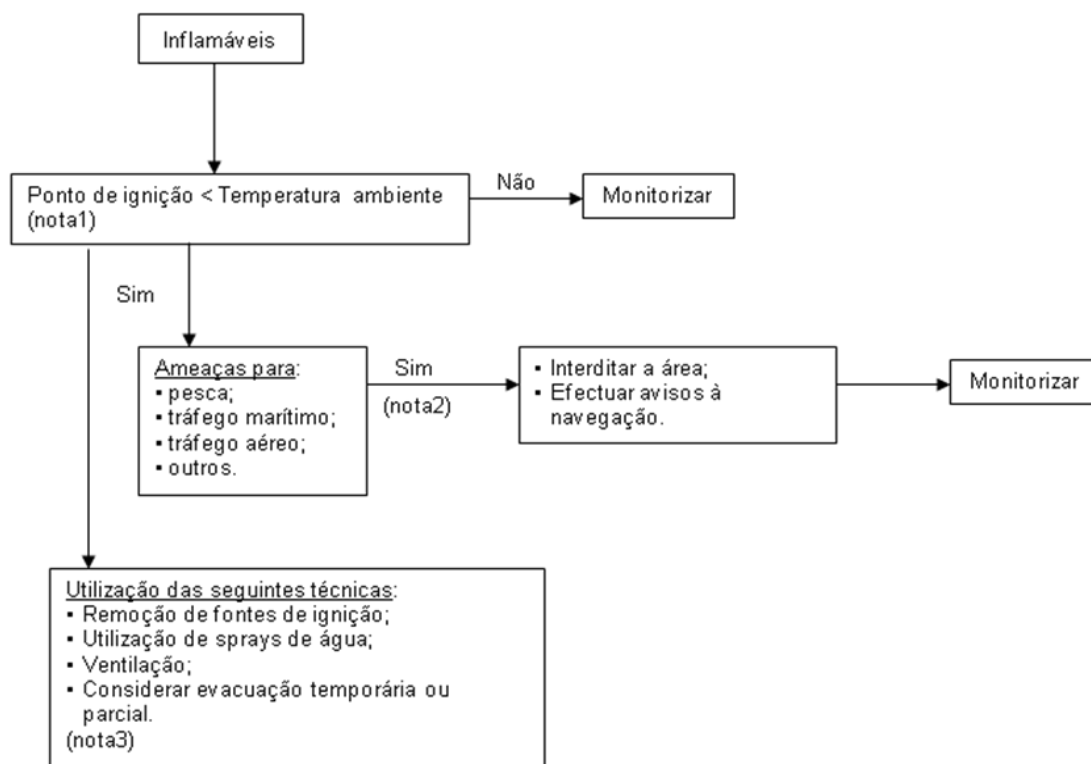 Inflamáveis
Ponto de ignição < Temperatura ambiente
(nota1)
Não
Monitorizar
Sim
Ameaças para:
▪ pesca;
▪ tráfego marítimo;
▪ tráfego aéreo;
▪ outros.
Sim
(nota2)
▪ Interditar a área;
▪ Efectuar avisos à
navegação.
Monitorizar
Utilização das seguintes técnicas:
▪ Remoção de fontes de ignição;
▪ Utilização de sprays de água;
▪ Ventilação;
▪ Considerar evacuação temporária ou
parcial.
(nota3)